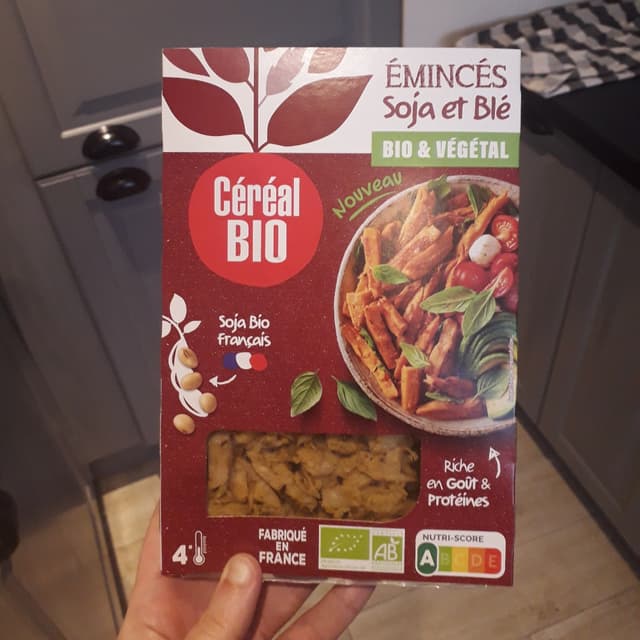 ÉMINCÉS
Soja et Blé
BIO & VÉGÉTAL
Nouveau
Céréal
BIO
Soja Bio
français
Riche
en Goût &
Protéines
4°
FABRIQUÉ
EN
FRANCE
AB
NUTRI-SCORE
A B C D E